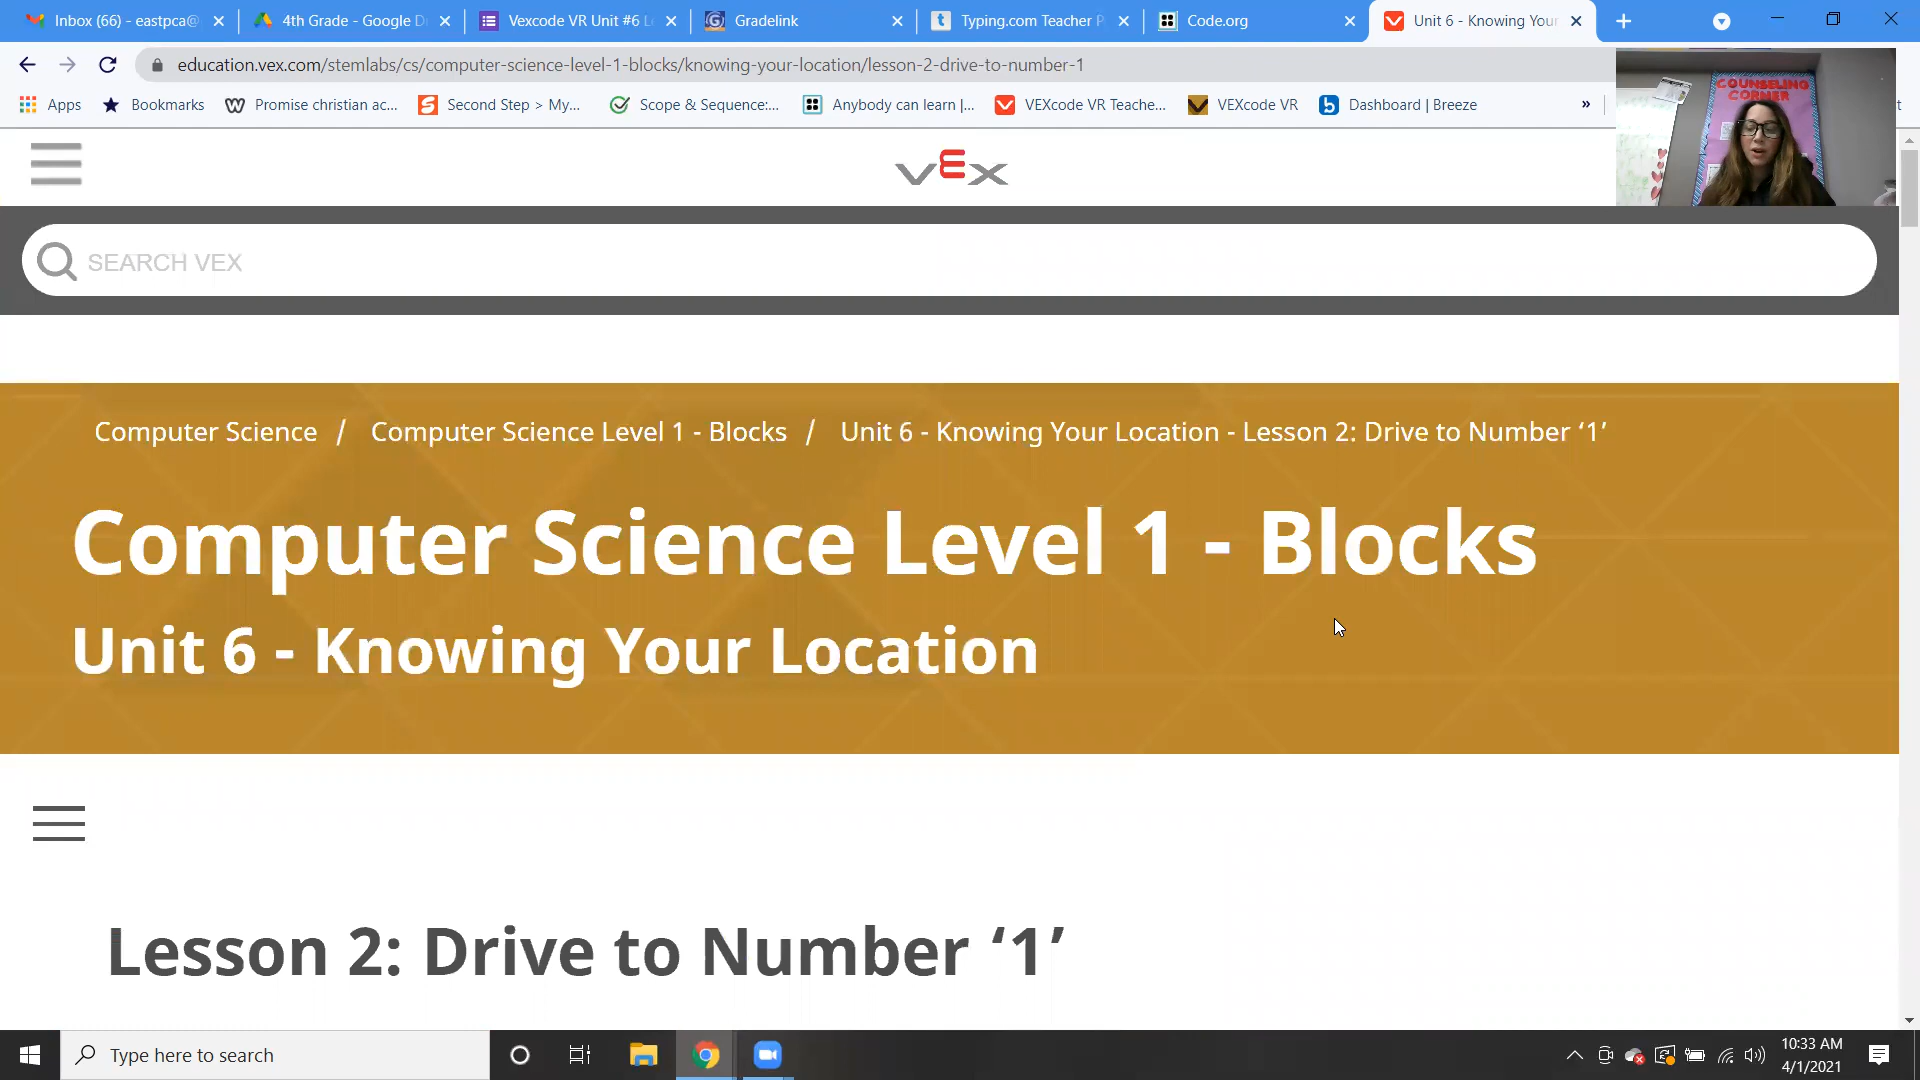 Inbox (66) - eastpca@
4th Grade - Google D
Vexcode VR Unit #6 L
Gradelink
Typing.com Teacher P
Code.org
Unit 6 - Knowing Your
education.vex.com/stemlabs/cs/computer-science-level-1-blocks/knowing-your-location/lesson-2-drive-to-number-1
Apps
Bookmarks
Promise christian ac...
Second Step > My...
Scope & Sequence:...
Anybody can learn |...
VEXcode VR Teache...
VEXcode VR
Dashboard | Breeze
»
COUNSELING
CORNER
VEX
SEARCH VEX
Computer Science / Computer Science Level 1 - Blocks / Unit 6 - Knowing Your Location - Lesson 2: Drive to Number ‘1’
Computer Science Level 1 - Blocks
Unit 6 - Knowing Your Location
Lesson 2: Drive to Number ‘1’
Type here to search
10:33 AM
4/1/2021